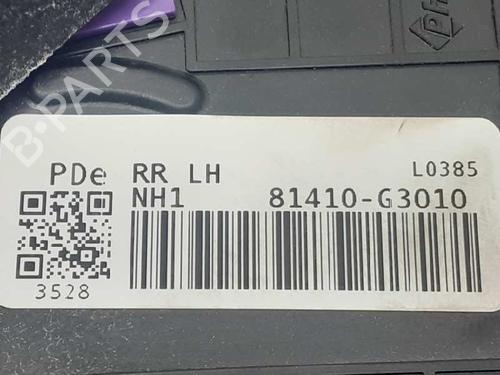 PDe RR LH L0385
NH1 81410-G3010
3528
B-PARTS